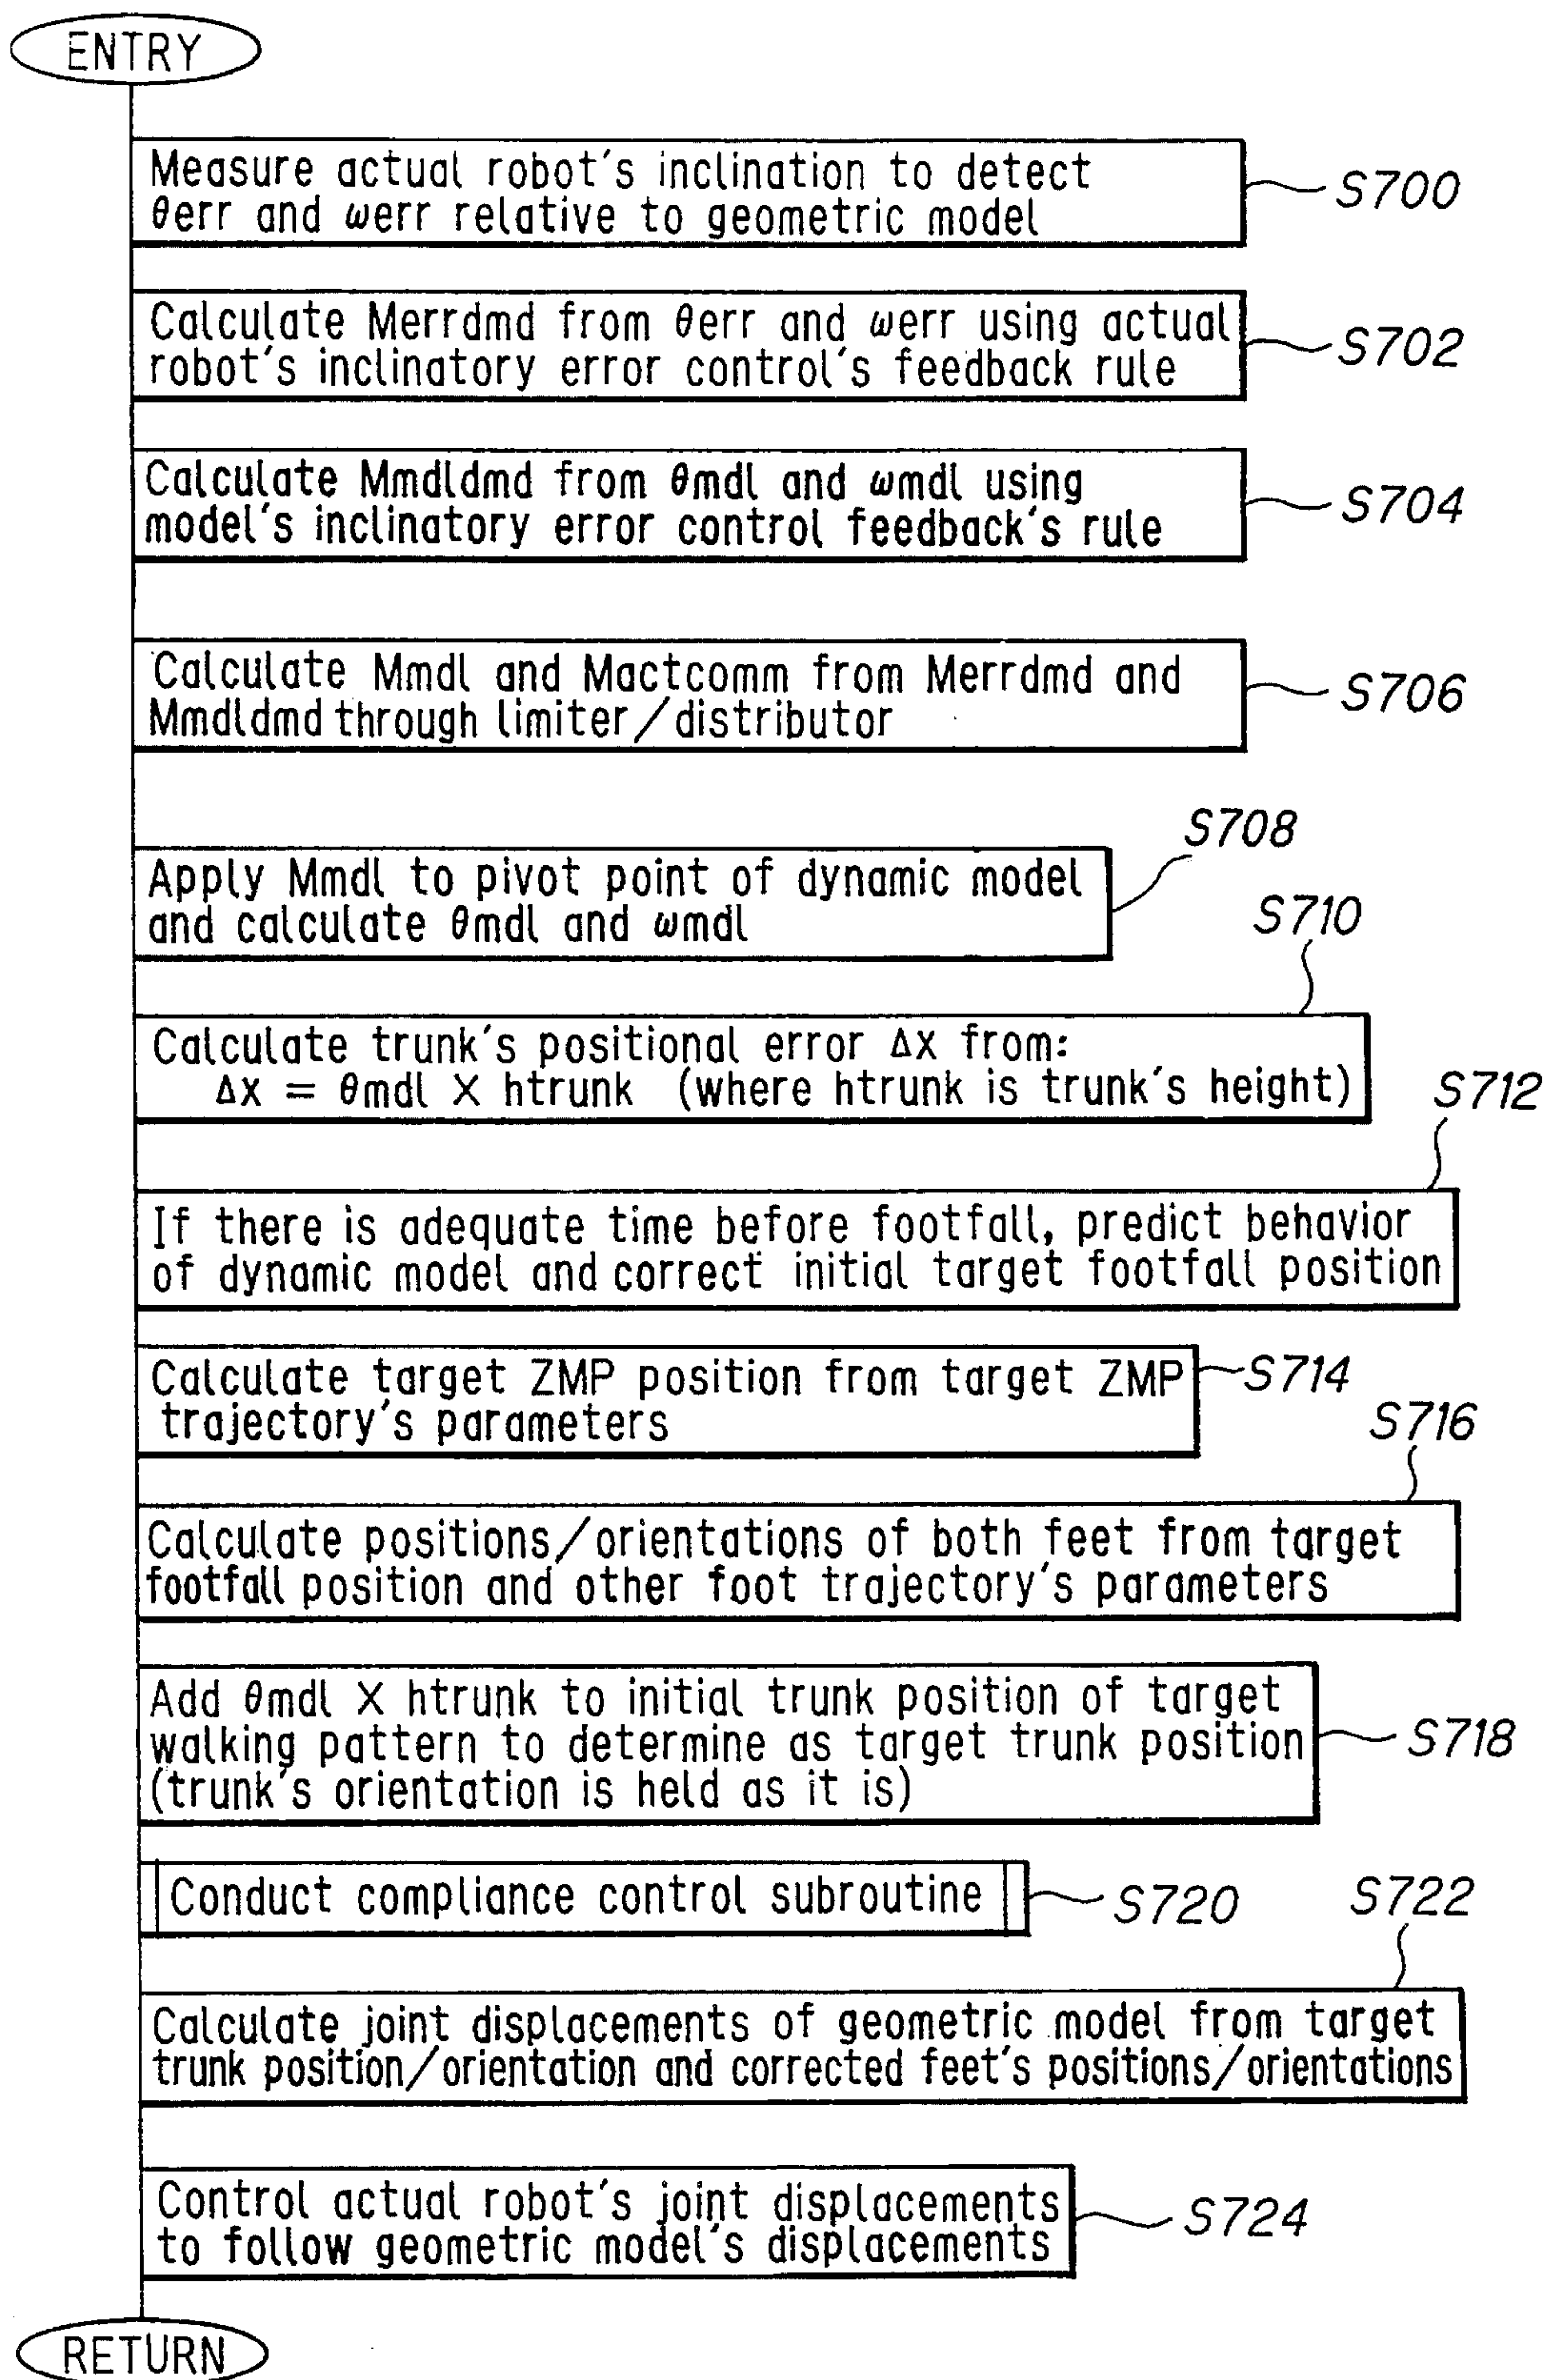 ENTRY
Measure actual robot's inclination to detect
θerr and ωerr relative to geometric model
S700
Calculate Merrdmd from θerr and ωerr using actual
robot's inclinatory error control's feedback rule
S702
Calculate Mmdldmd from θmdl and ωmdl using
model's inclinatory error control feedback's rule
S704
Calculate Mmdl and Mactcomm from Merrdmd and
Mmdldmd through limiter/distributor
S706
S708
Apply Mmdl to pivot point of dynamic model
and calculate θmdl and ωmdl
S710
Calculate trunk's positional error Δx from:
Δx = θmdl X htrunk (where htrunk is trunk's height)
S712
If there is adequate time before footfall, predict behavior
of dynamic model and correct initial target footfall position
Calculate target ZMP position from target ZMP
trajectory's parameters
S714
S716
Calculate positions/orientations of both feet from target
footfall position and other foot trajectory's parameters
Add θmdl X htrunk to initial trunk position of target
walking pattern to determine as target trunk position
(trunk's orientation is held as it is)
S718
Conduct compliance control subroutine
S720
S722
Calculate joint displacements of geometric model from target
trunk position/orientation and corrected feet's positions/orientations
Control actual robot's joint displacements
to follow geometric model's displacements
S724
RETURN